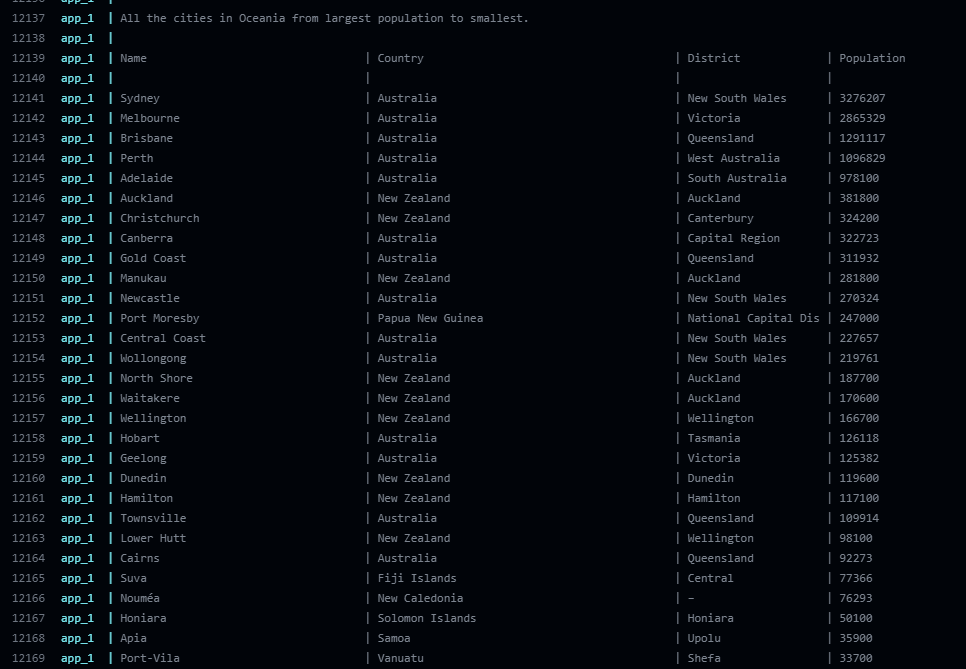 12137 app_1 | All the cities in Oceania from largest population to smallest.
12138 app_1 |
12139 app_1 | Name | Country | District | Population
12140 app_1 | | | |
12141 app_1 | Sydney | Australia | New South Wales | 3276207
12142 app_1 | Melbourne | Australia | Victoria | 2865329
12143 app_1 | Brisbane | Australia | Queensland | 1291117
12144 app_1 | Perth | Australia | West Australia | 1096829
12145 app_1 | Adelaide | Australia | South Australia | 978100
12146 app_1 | Auckland | New Zealand | Auckland | 381800
12147 app_1 | Christchurch | New Zealand | Canterbury | 324200
12148 app_1 | Canberra | Australia | Capital Region | 322723
12149 app_1 | Gold Coast | Australia | Queensland | 311932
12150 app_1 | Manukau | New Zealand | Auckland | 281800
12151 app_1 | Newcastle | Australia | New South Wales | 270324
12152 app_1 | Port Moresby | Papua New Guinea | National Capital Dis | 247000
12153 app_1 | Central Coast | Australia | New South Wales | 227657
12154 app_1 | Wollongong | Australia | New South Wales | 219761
12155 app_1 | North Shore | New Zealand | Auckland | 187700
12156 app_1 | Waitakere | New Zealand | Auckland | 170600
12157 app_1 | Wellington | New Zealand | Wellington | 166700
12158 app_1 | Hobart | Australia | Tasmania | 126118
12159 app_1 | Geelong | Australia | Victoria | 125382
12160 app_1 | Dunedin | New Zealand | Dunedin | 119600
12161 app_1 | Hamilton | New Zealand | Hamilton | 117100
12162 app_1 | Townsville | Australia | Queensland | 109914
12163 app_1 | Lower Hutt | New Zealand | Wellington | 98100
12164 app_1 | Cairns | Australia | Queensland | 92273
12165 app_1 | Suva | Fiji Islands | Central | 77366
12166 app_1 | Nouméa | New Caledonia | – | 76293
12167 app_1 | Honiara | Solomon Islands | Honiara | 50100
12168 app_1 | Apia | Samoa | Upolu | 35900
12169 app_1 | Port-Vila | Vanuatu | Shefa | 33700